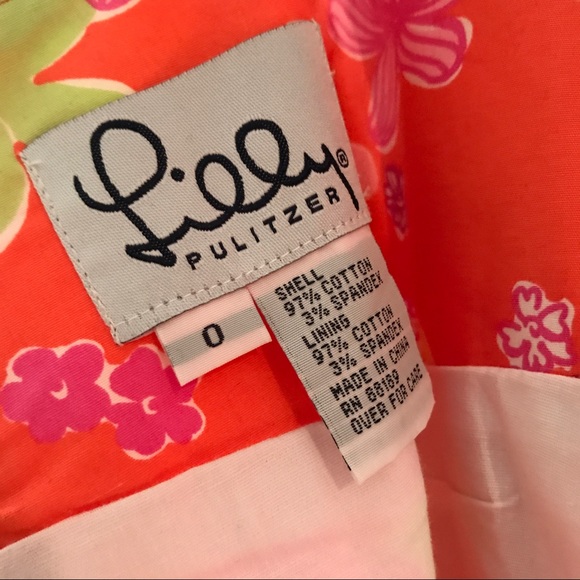 Lilly®
PULITZER
0
SHELL
97% COTTON
3% SPANDEX
LINING
97% COTTON
3% SPANDEX
MADE IN CHINA
RN 88169
OVER FOR CARE